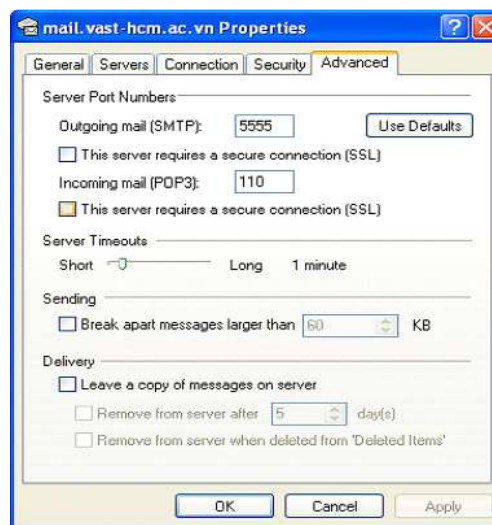 mail.vast-hcm.ac.vn Properties
General Servers Connection Security Advanced
Server Port Numbers
Outgoing mail (SMTP): 5555 Use Defaults
This server requires a secure connection (SSL)
Incoming mail (POP3): 110
This server requires a secure connection (SSL)
Server Timeouts
Short Long 1 minute
Sending
Break apart messages larger than 60 KB
Delivery
Leave a copy of messages on server
Remove from server after 5 day(s)
Remove from server when deleted from 'Deleted Items'
OK Cancel Apply